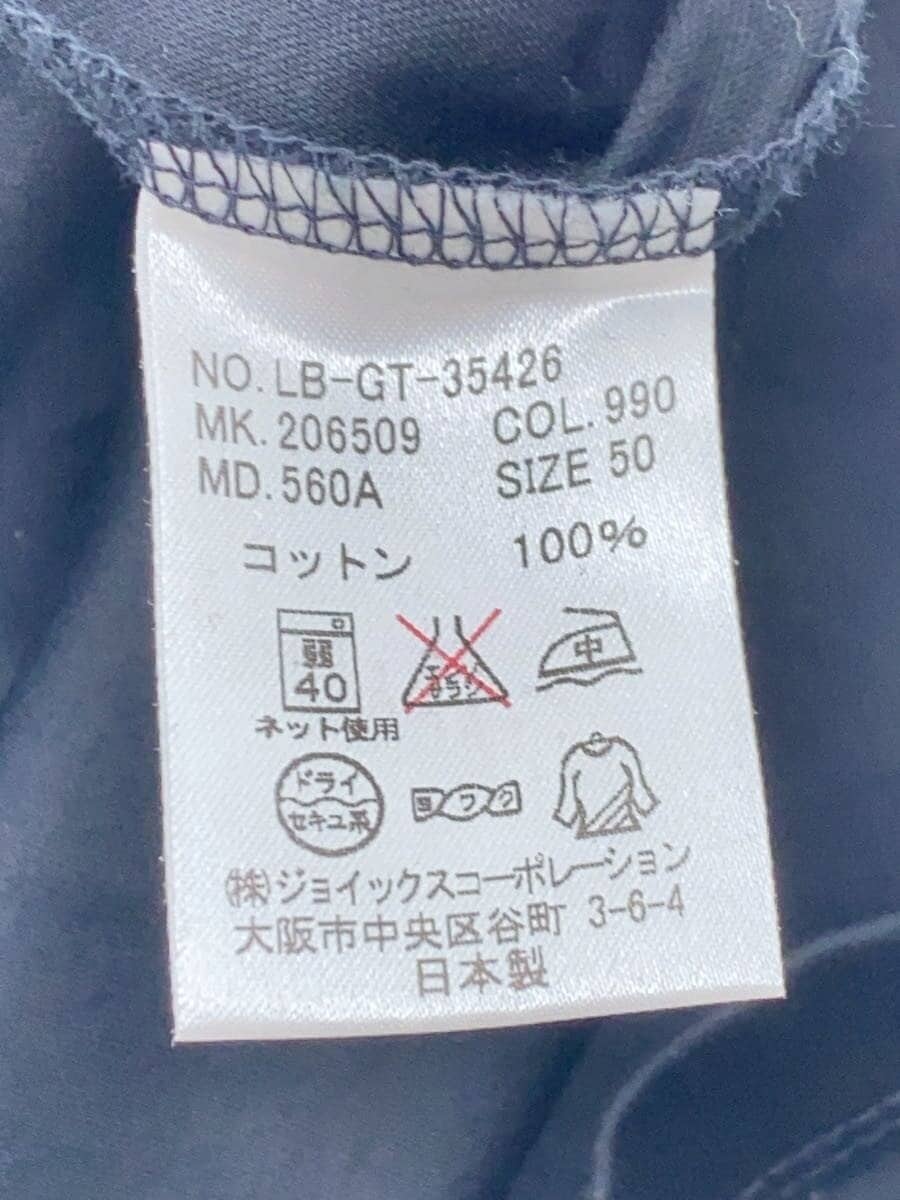 NO.LB-GT-35426
MK.206509 COL.990
MD.560A SIZE 50
コットン 100%
弱 40
エンソ サラシ
中
ネット使用
ドライ
セキユ系
ヨワク
(株)ジョイックスコーポレーション
大阪市中央区谷町 3-6-4
日本製